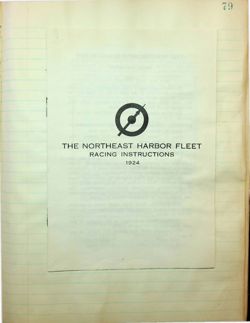 79
THE NORTHEAST HARBOR FLEET
RACING INSTRUCTIONS
1924